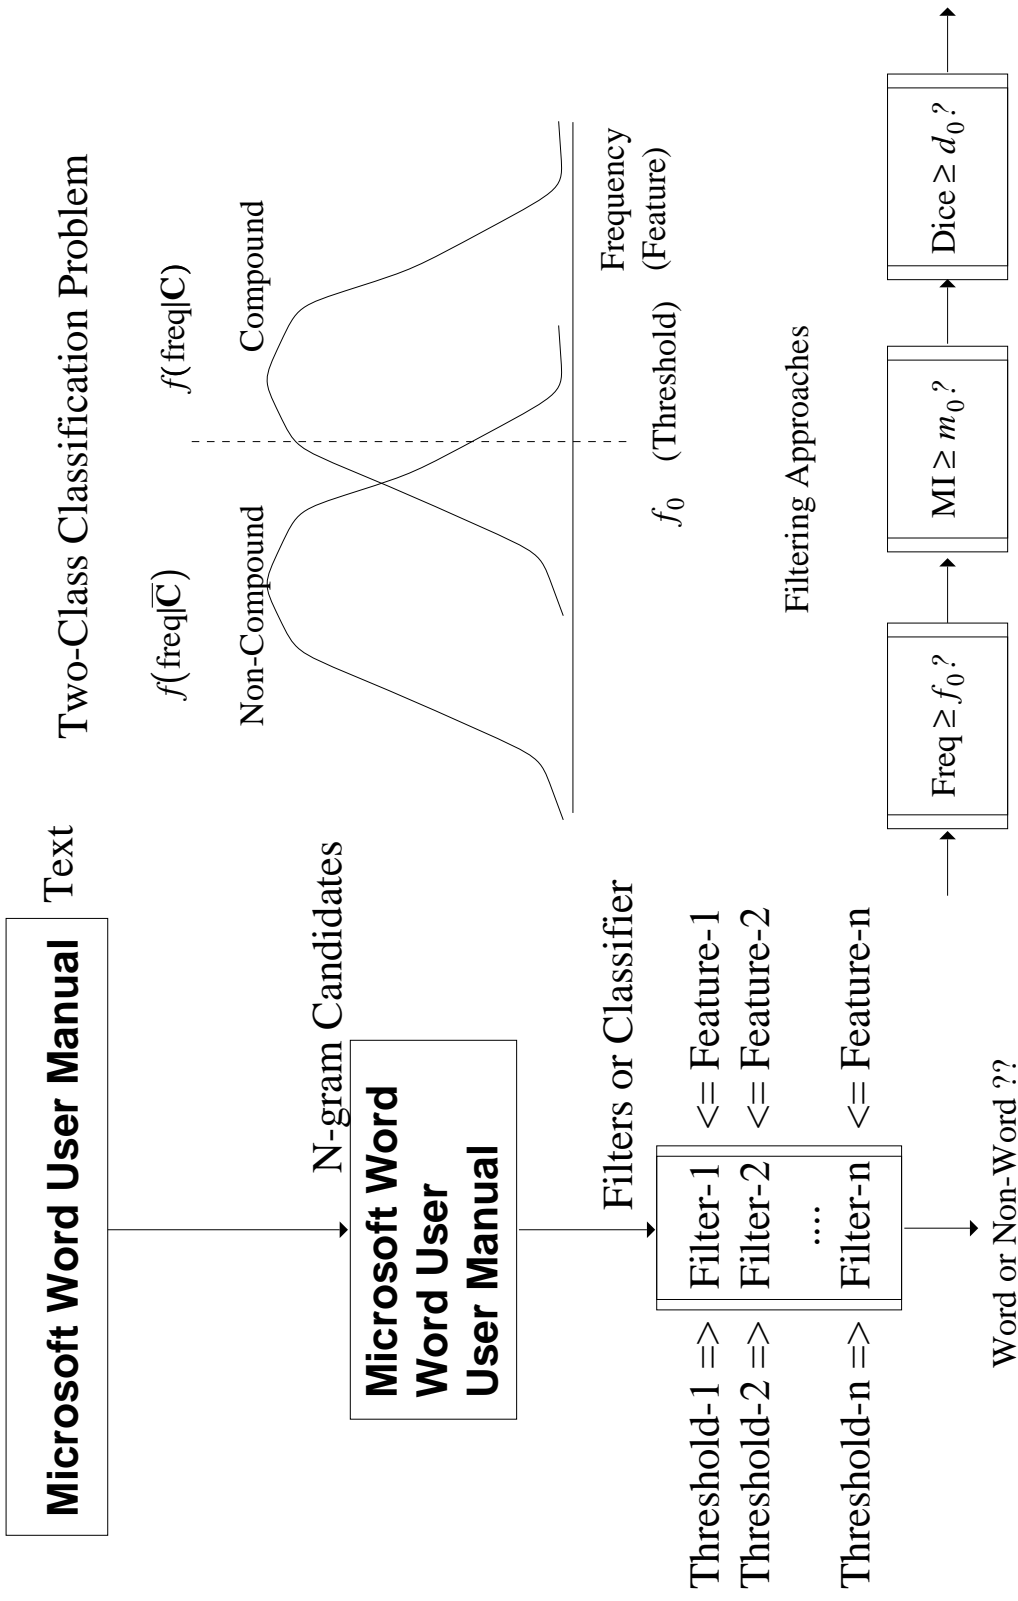 Microsoft Word User Manual
Text
N-gram Candidates
Microsoft Word
Word User
User Manual
Filters or Classifier
Threshold-1 => Filter-1 <= Feature-1
Threshold-2 => Filter-2 <= Feature-2
....
Threshold-n => Filter-n <= Feature-n
Word or Non-Word ??
Two-Class Classification Problem
f(freq|C̅) f(freq|C)
Non-Compound Compound
f₀ (Threshold) Frequency
(Feature)
Filtering Approaches
Freq ≥ f₀? MI ≥ m₀? Dice ≥ d₀?